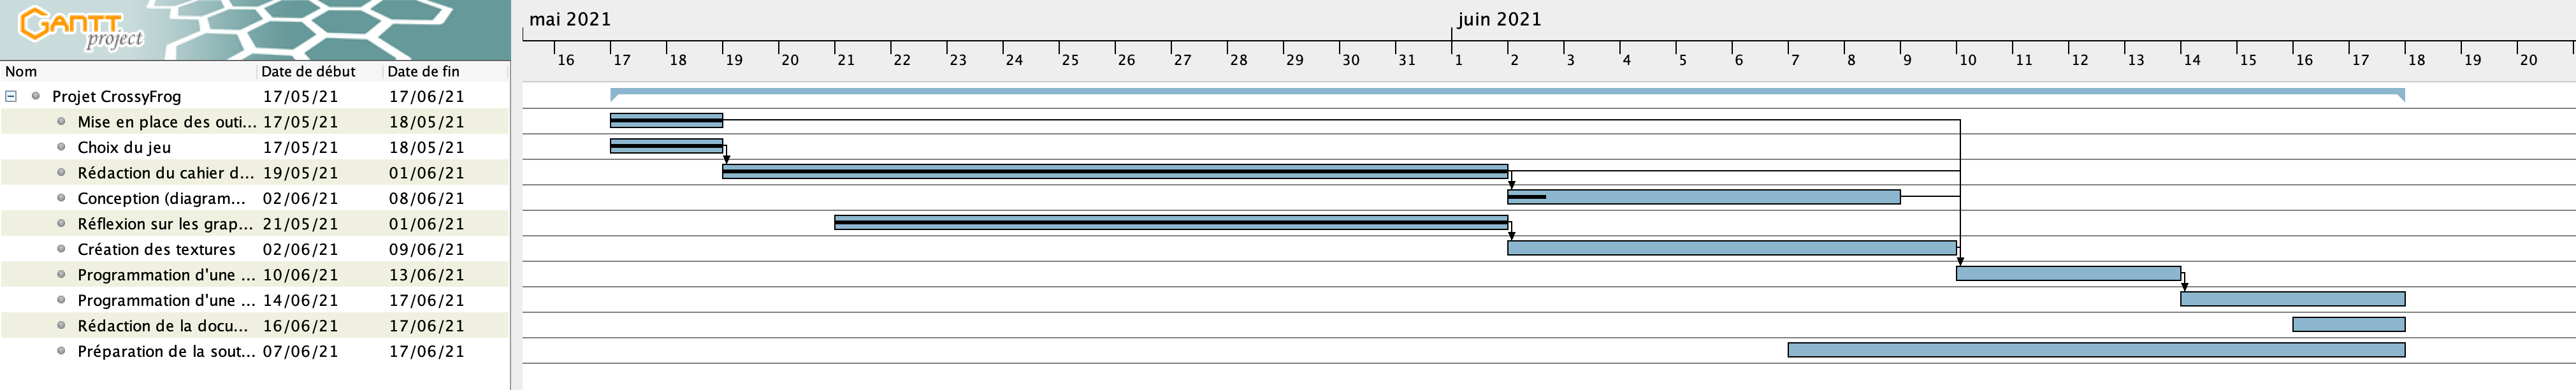 GANTT
project
mai 2021
juin 2021
16 17 18 19 20 21 22 23 24 25 26 27 28 29 30 31 1 2 3 4 5 6 7 8 9 10 11 12 13 14 15 16 17 18 19 20
Nom Date de début Date de fin
Projet CrossyFrog 17/05/21 17/06/21
Mise en place des outi... 17/05/21 18/05/21
Choix du jeu 17/05/21 18/05/21
Rédaction du cahier d... 19/05/21 01/06/21
Conception (diagram... 02/06/21 08/06/21
Réflexion sur les grap... 21/05/21 01/06/21
Création des textures 02/06/21 09/06/21
Programmation d'une ... 10/06/21 13/06/21
Programmation d'une ... 14/06/21 17/06/21
Rédaction de la docu... 16/06/21 17/06/21
Préparation de la sout... 07/06/21 17/06/21